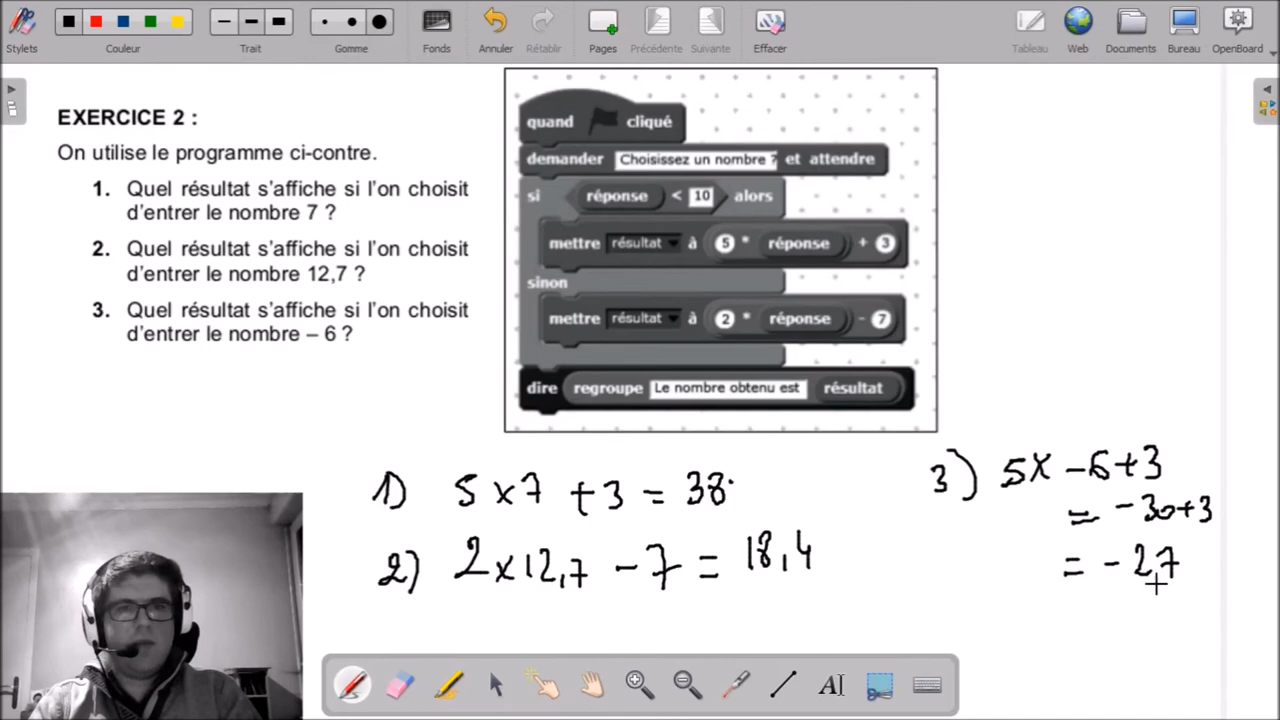 Stylets
Couleur
Trait
Gomme
Fonds
Annuler
Rétablir
Pages
Précédente
Suivante
Effacer
Tableau
Web
Documents
Bureau
OpenBoard
EXERCICE 2 :
On utilise le programme ci-contre.
1. Quel résultat s'affiche si l'on choisit
d'entrer le nombre 7 ?
2. Quel résultat s'affiche si l'on choisit
d'entrer le nombre 12,7 ?
3. Quel résultat s'affiche si l'on choisit
d'entrer le nombre – 6 ?
quand cliqué
demander Choisissez un nombre ? et attendre
si réponse < 10 alors
mettre résultat à 5 * réponse + 3
sinon
mettre résultat à 2 * réponse - 7
dire regroupe Le nombre obtenu est résultat
1) 5 x 7 + 3 = 38
2) 2 x 12,7 - 7 = 18,4
3) 5 x -6 + 3
= -30+3
= -27
AI